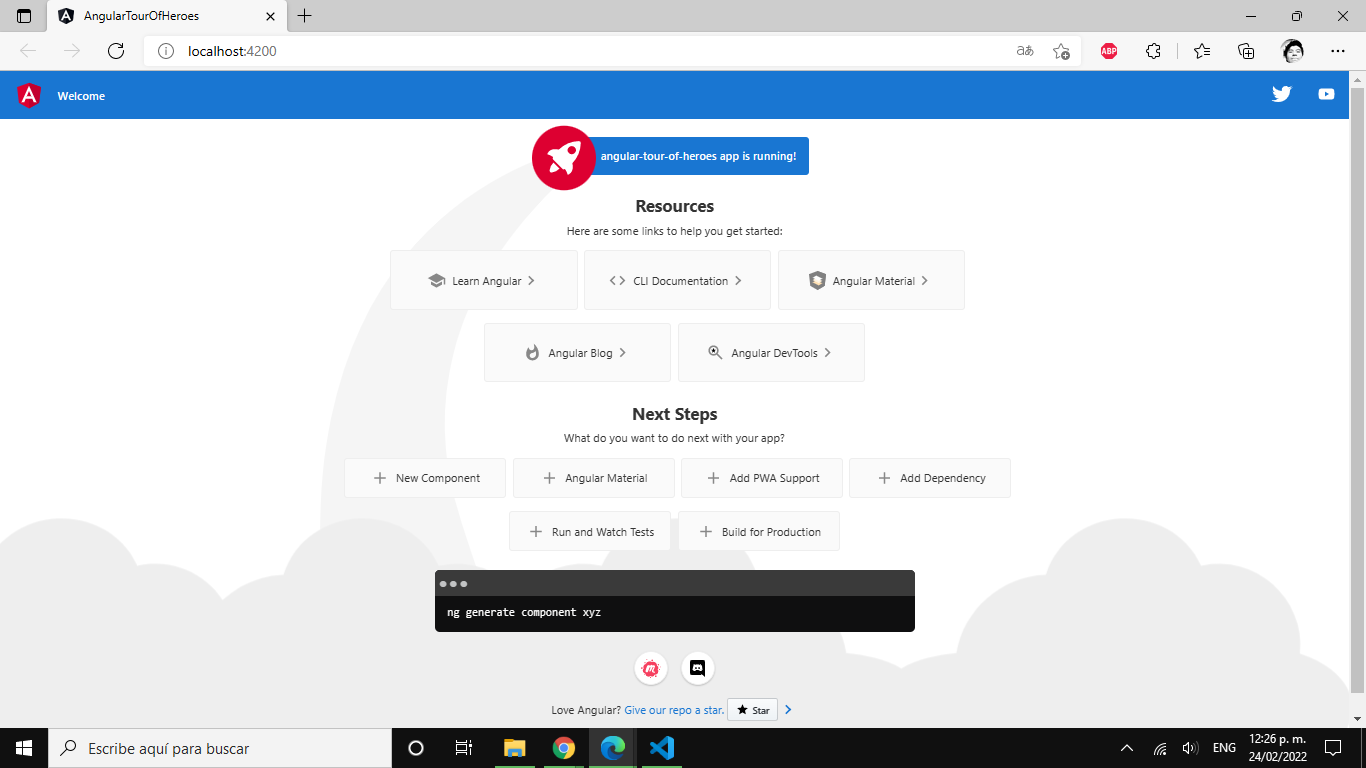 AngularTourOfHeroes
localhost:4200
aあ
ABP
Welcome
angular-tour-of-heroes app is running!
Resources
Here are some links to help you get started:
Learn Angular
CLI Documentation
Angular Material
Angular Blog
Angular DevTools
Next Steps
What do you want to do next with your app?
New Component
Angular Material
Add PWA Support
Add Dependency
Run and Watch Tests
Build for Production
ng generate component xyz
Love Angular? Give our repo a star. Star
Escribe aquí para buscar
ENG
12:26 p. m.
24/02/2022